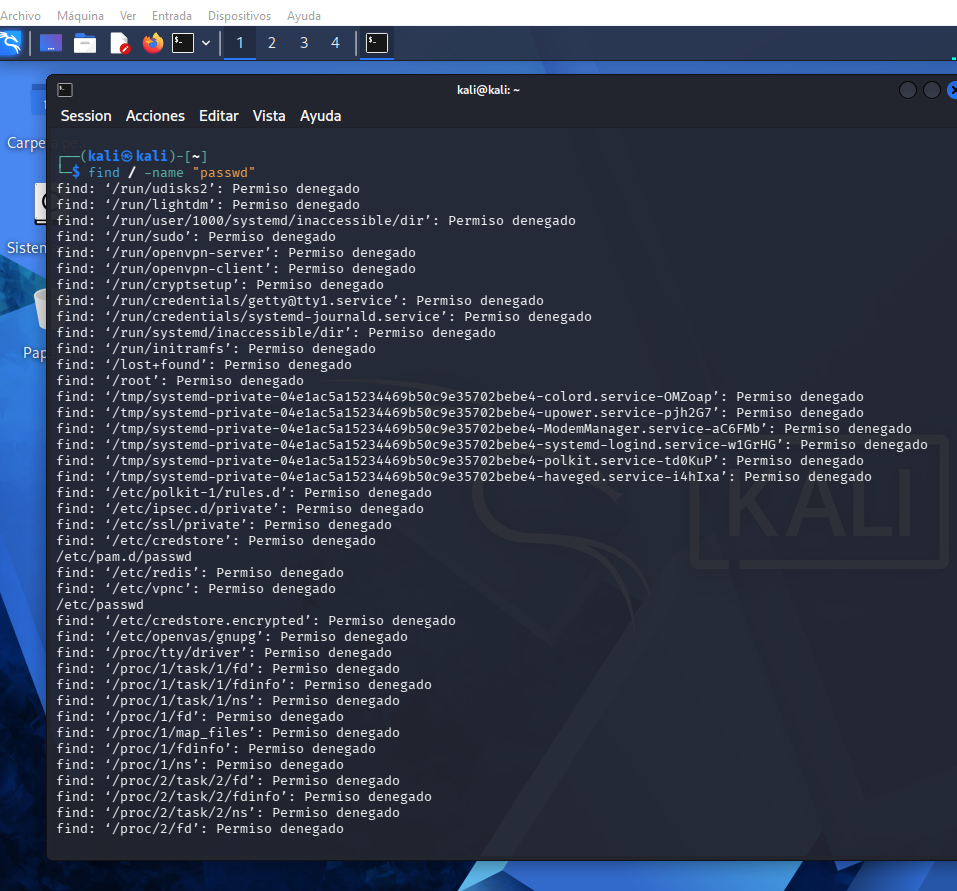 Archivo Máquina Ver Entrada Dispositivos Ayuda
1 2 3 4
kali@kali: ~
Session Acciones Editar Vista Ayuda
Carpe
Sisten
Pap
┌──(kali㉿kali)-[~]
└─$ find / -name "passwd"
find: ‘/run/udisks2’: Permiso denegado
find: ‘/run/lightdm’: Permiso denegado
find: ‘/run/user/1000/systemd/inaccessible/dir’: Permiso denegado
find: ‘/run/sudo’: Permiso denegado
find: ‘/run/openvpn-server’: Permiso denegado
find: ‘/run/openvpn-client’: Permiso denegado
find: ‘/run/cryptsetup’: Permiso denegado
find: ‘/run/credentials/getty@tty1.service’: Permiso denegado
find: ‘/run/credentials/systemd-journald.service’: Permiso denegado
find: ‘/run/systemd/inaccessible/dir’: Permiso denegado
find: ‘/run/initramfs’: Permiso denegado
find: ‘/lost+found’: Permiso denegado
find: ‘/root’: Permiso denegado
find: ‘/tmp/systemd-private-04e1ac5a15234469b50c9e35702bebe4-colord.service-OMZoap’: Permiso denegado
find: ‘/tmp/systemd-private-04e1ac5a15234469b50c9e35702bebe4-upower.service-pjh2G7’: Permiso denegado
find: ‘/tmp/systemd-private-04e1ac5a15234469b50c9e35702bebe4-ModemManager.service-aC6FMb’: Permiso denegado
find: ‘/tmp/systemd-private-04e1ac5a15234469b50c9e35702bebe4-systemd-logind.service-w1GrHG’: Permiso denegado
find: ‘/tmp/systemd-private-04e1ac5a15234469b50c9e35702bebe4-polkit.service-td0KuP’: Permiso denegado
find: ‘/tmp/systemd-private-04e1ac5a15234469b50c9e35702bebe4-haveged.service-i4hIxa’: Permiso denegado
find: ‘/etc/polkit-1/rules.d’: Permiso denegado
find: ‘/etc/ipsec.d/private’: Permiso denegado
find: ‘/etc/ssl/private’: Permiso denegado
find: ‘/etc/credstore’: Permiso denegado
/etc/pam.d/passwd
find: ‘/etc/redis’: Permiso denegado
find: ‘/etc/vpnc’: Permiso denegado
/etc/passwd
find: ‘/etc/credstore.encrypted’: Permiso denegado
find: ‘/etc/openvas/gnupg’: Permiso denegado
find: ‘/proc/tty/driver’: Permiso denegado
find: ‘/proc/1/task/1/fd’: Permiso denegado
find: ‘/proc/1/task/1/fdinfo’: Permiso denegado
find: ‘/proc/1/task/1/ns’: Permiso denegado
find: ‘/proc/1/fd’: Permiso denegado
find: ‘/proc/1/map_files’: Permiso denegado
find: ‘/proc/1/fdinfo’: Permiso denegado
find: ‘/proc/1/ns’: Permiso denegado
find: ‘/proc/2/task/2/fd’: Permiso denegado
find: ‘/proc/2/task/2/fdinfo’: Permiso denegado
find: ‘/proc/2/task/2/ns’: Permiso denegado
find: ‘/proc/2/fd’: Permiso denegado
KALI